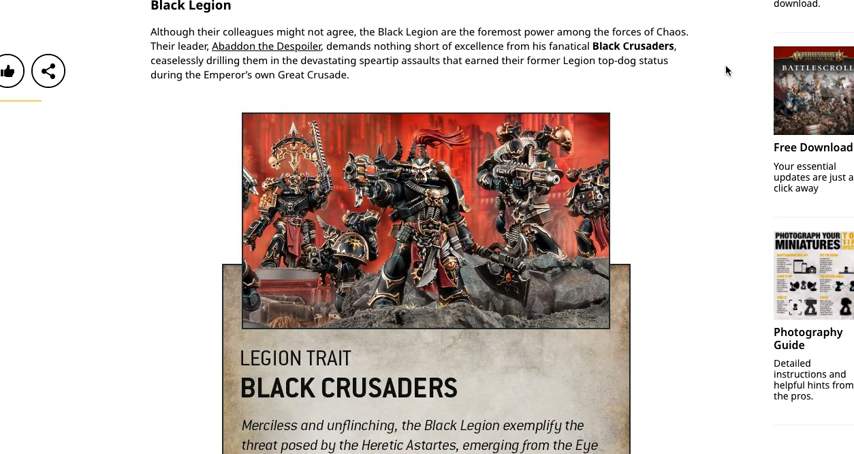 Black Legion
Although their colleagues might not agree, the Black Legion are the foremost power among the forces of Chaos.
Their leader, Abaddon the Despoiler, demands nothing short of excellence from his fanatical Black Crusaders,
ceaselessly drilling them in the devastating speartip assaults that earned their former Legion top-dog status
during the Emperor’s own Great Crusade.
LEGION TRAIT
BLACK CRUSADERS
Merciless and unflinching, the Black Legion exemplify the
threat posed by the Heretic Astartes, emerging from the Eye
download.
BATTLESCROLL
Free Download
Your essential
updates are just a
click away
PHOTOGRAPH YOUR
MINIATURES
Photography
Guide
Detailed
instructions and
helpful hints from
the pros.